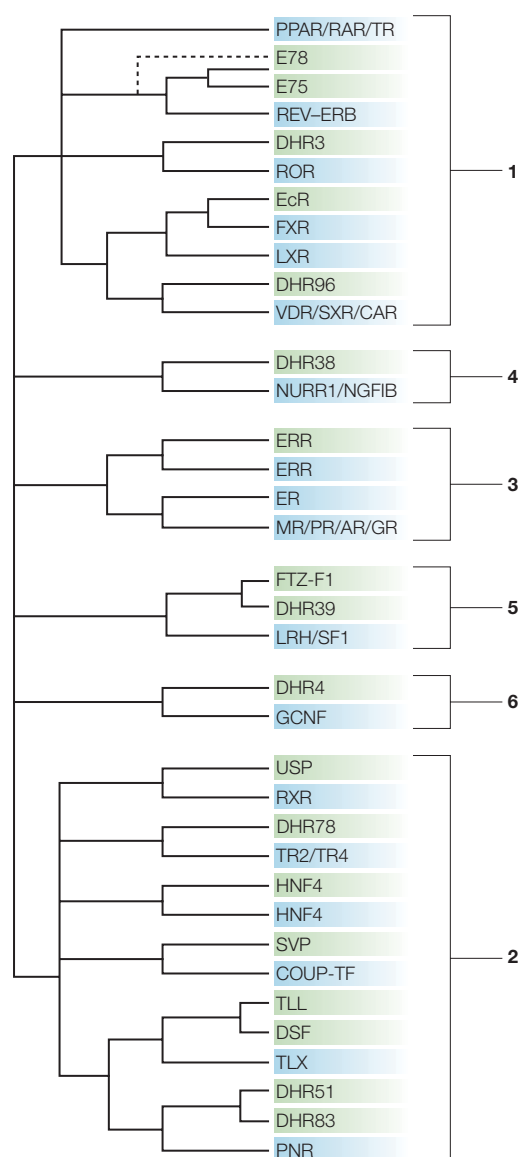 PPAR/RAR/TR
E78
E75
REV–ERB
DHR3
ROR
EcR
FXR
LXR
DHR96
VDR/SXR/CAR
1
DHR38
NURR1/NGFIB
4
ERR
ERR
ER
MR/PR/AR/GR
3
FTZ-F1
DHR39
LRH/SF1
5
DHR4
GCNF
6
USP
RXR
DHR78
TR2/TR4
HNF4
HNF4
SVP
COUP-TF
TLL
DSF
TLX
DHR51
DHR83
PNR
2